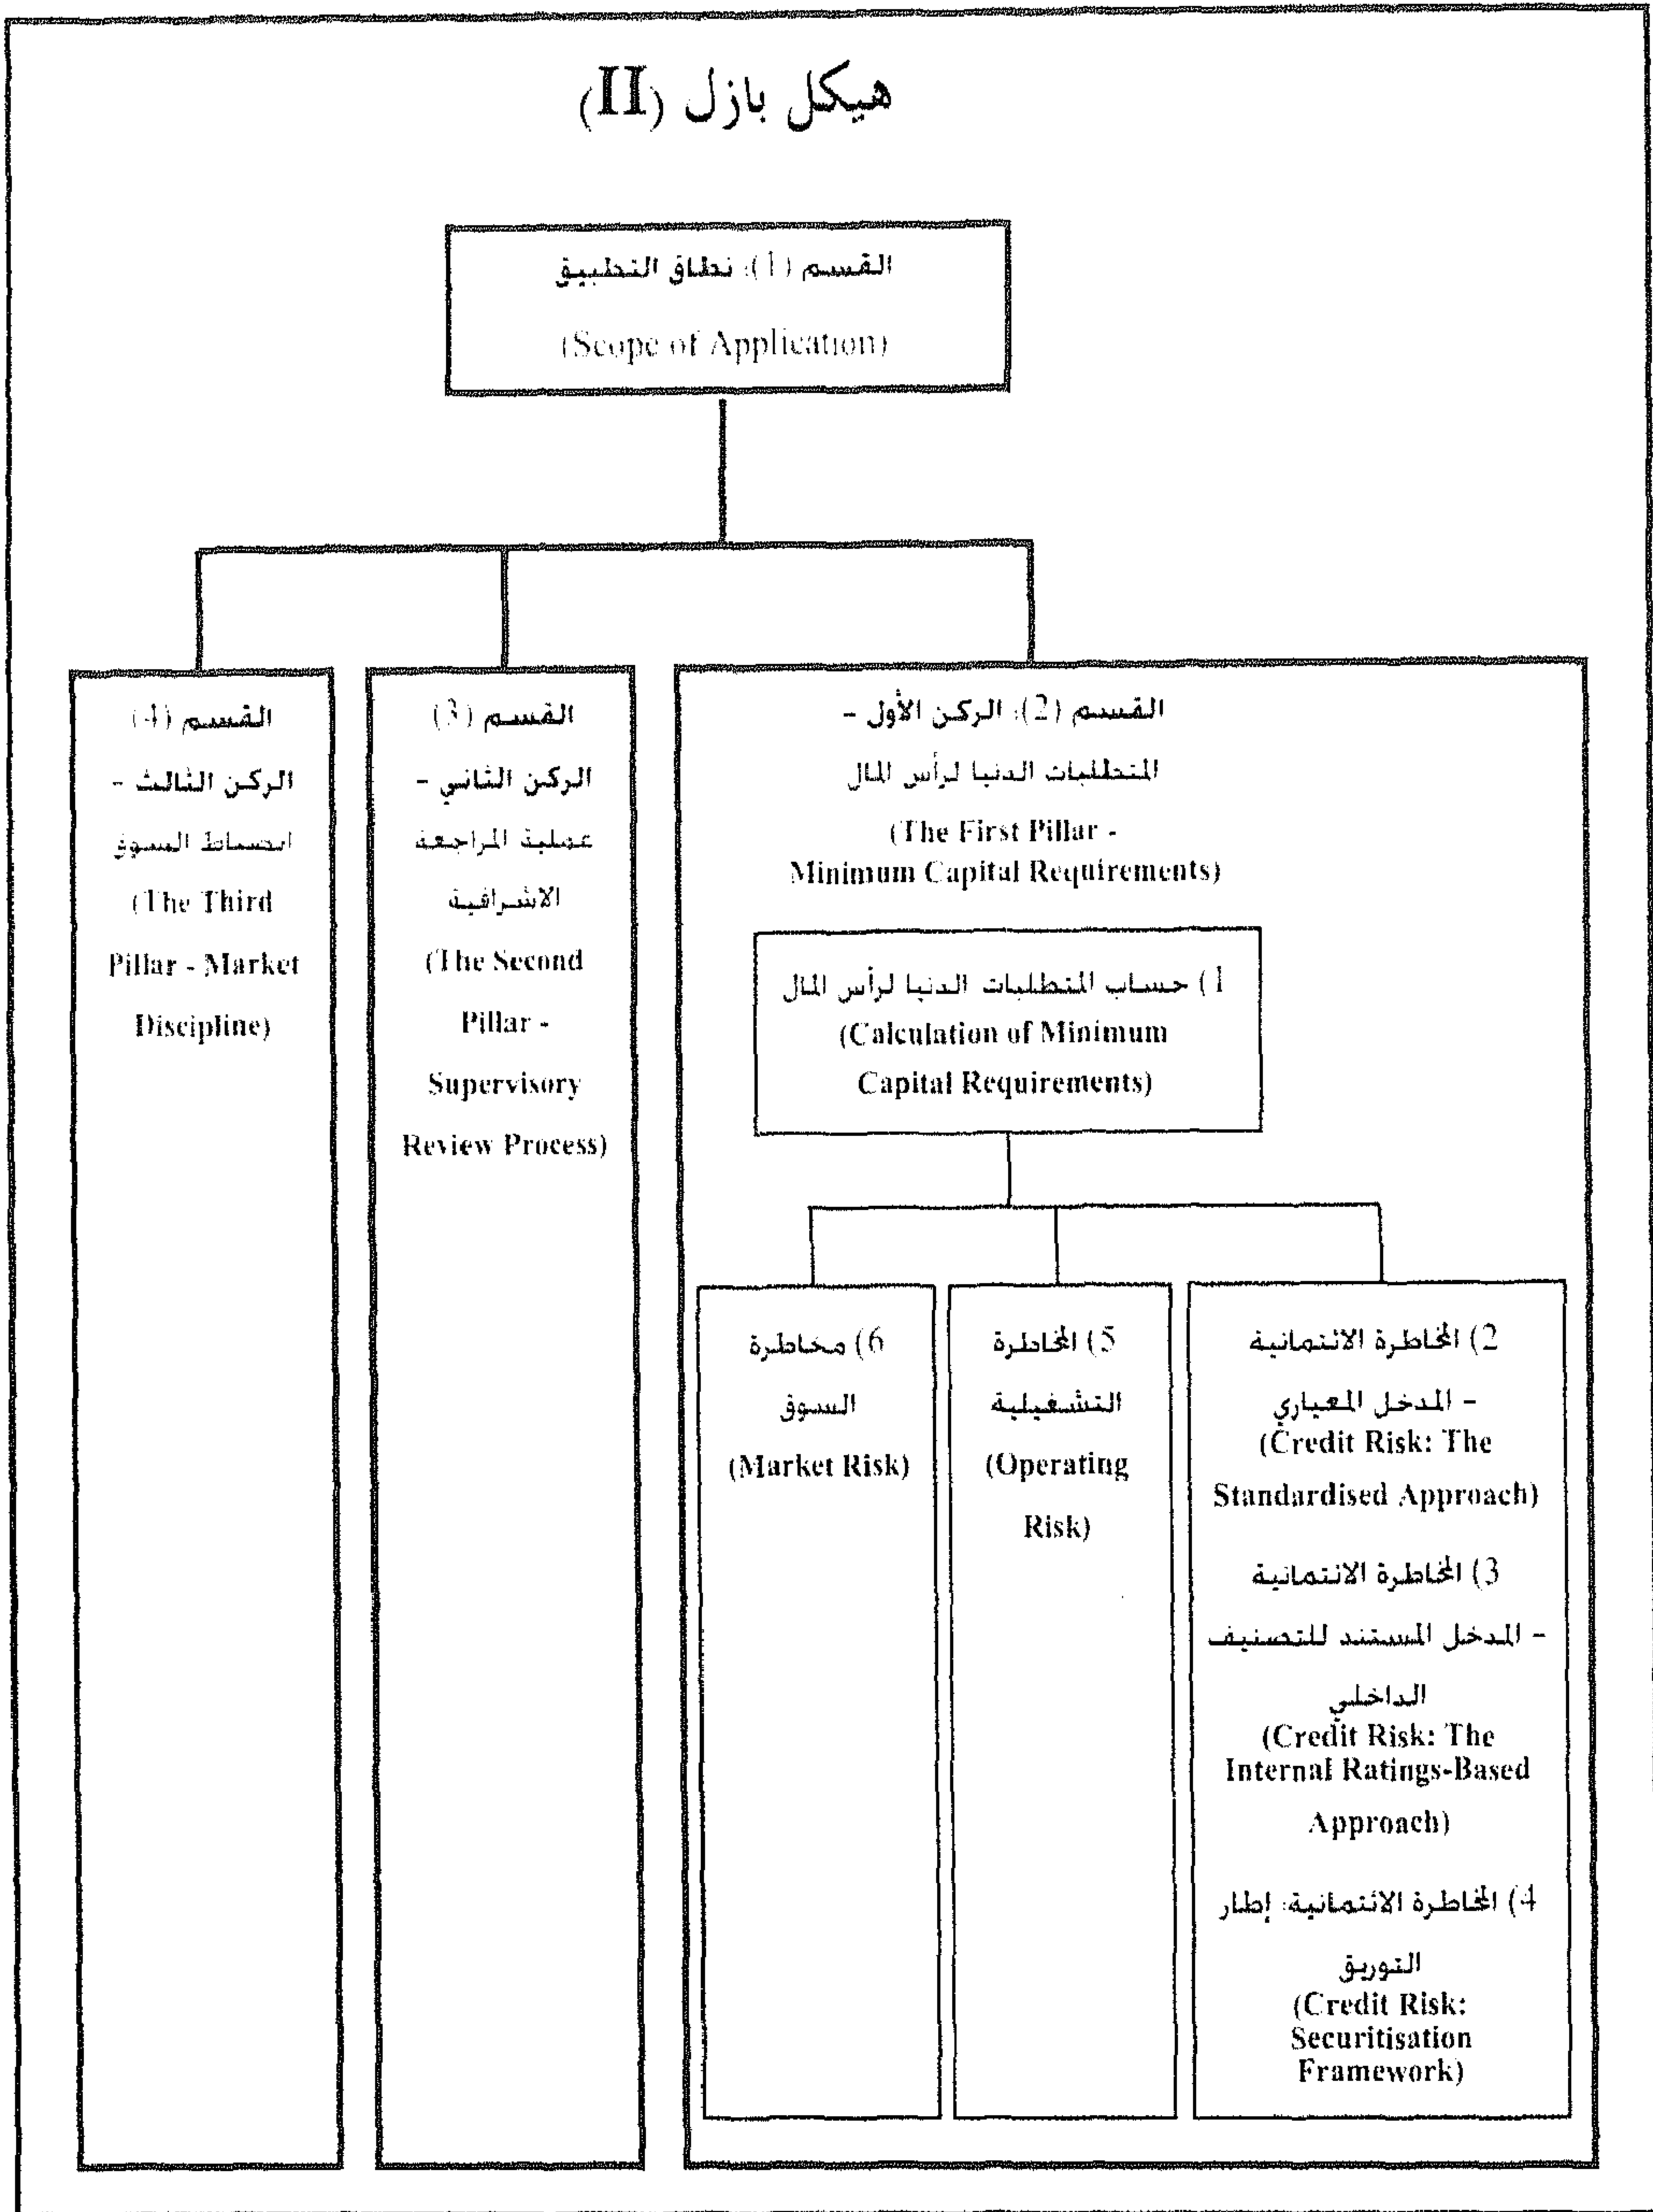 هيكل بازل (II)
القسم (1): نطاق التطبيق
(Scope of Application)
القسم (2): الركن الأول -
المتطلبات الدنيا لرأس المال
(The First Pillar -
Minimum Capital Requirements)
1) حساب المتطلبات الدنيا لرأس المال
(Calculation of Minimum
Capital Requirements)
2) المخاطرة الائتمانية
- المدخل المعياري
(Credit Risk: The
Standardised Approach)
3) المخاطرة الائتمانية
- المدخل المستند للتصنيف
الداخلي
(Credit Risk: The
Internal Ratings-Based
Approach)
4) المخاطرة الائتمانية: إطار
التوريق
(Credit Risk:
Securitisation
Framework)
5) المخاطرة
التشغيلية
(Operating
Risk)
6) مخاطرة
السوق
(Market Risk)
القسم (3)
الركن الثاني -
عملية المراجعة
الاشرافية
(The Second
Pillar -
Supervisory
Review Process)
القسم (4)
الركن الثالث -
انضباط السوق
(The Third
Pillar - Market
Discipline)